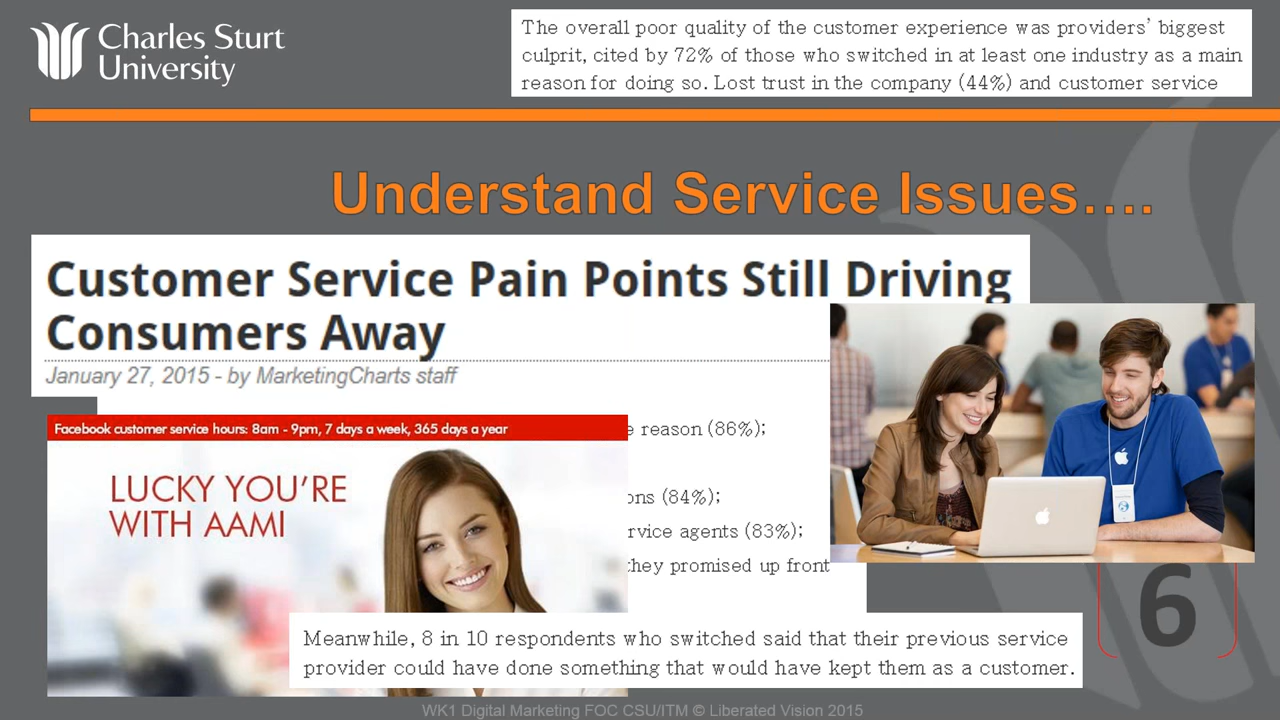 Charles Sturt
University
The overall poor quality of the customer experience was providers' biggest
culprit, cited by 72% of those who switched in at least one industry as a main
reason for doing so. Lost trust in the company (44%) and customer service
Understand Service Issues....
Customer Service Pain Points Still Driving
Consumers Away
January 27, 2015 - by MarketingCharts staff
Facebook customer service hours: 8am - 9pm, 7 days a week, 365 days a year
LUCKY YOU'RE
WITH AAMI
reason (86%);
(84%);
agents (83%);
they promised up front
Meanwhile, 8 in 10 respondents who switched said that their previous service
provider could have done something that would have kept them as a customer.
6
WK1 Digital Marketing FOC CSU/ITM © Liberated Vision 2015